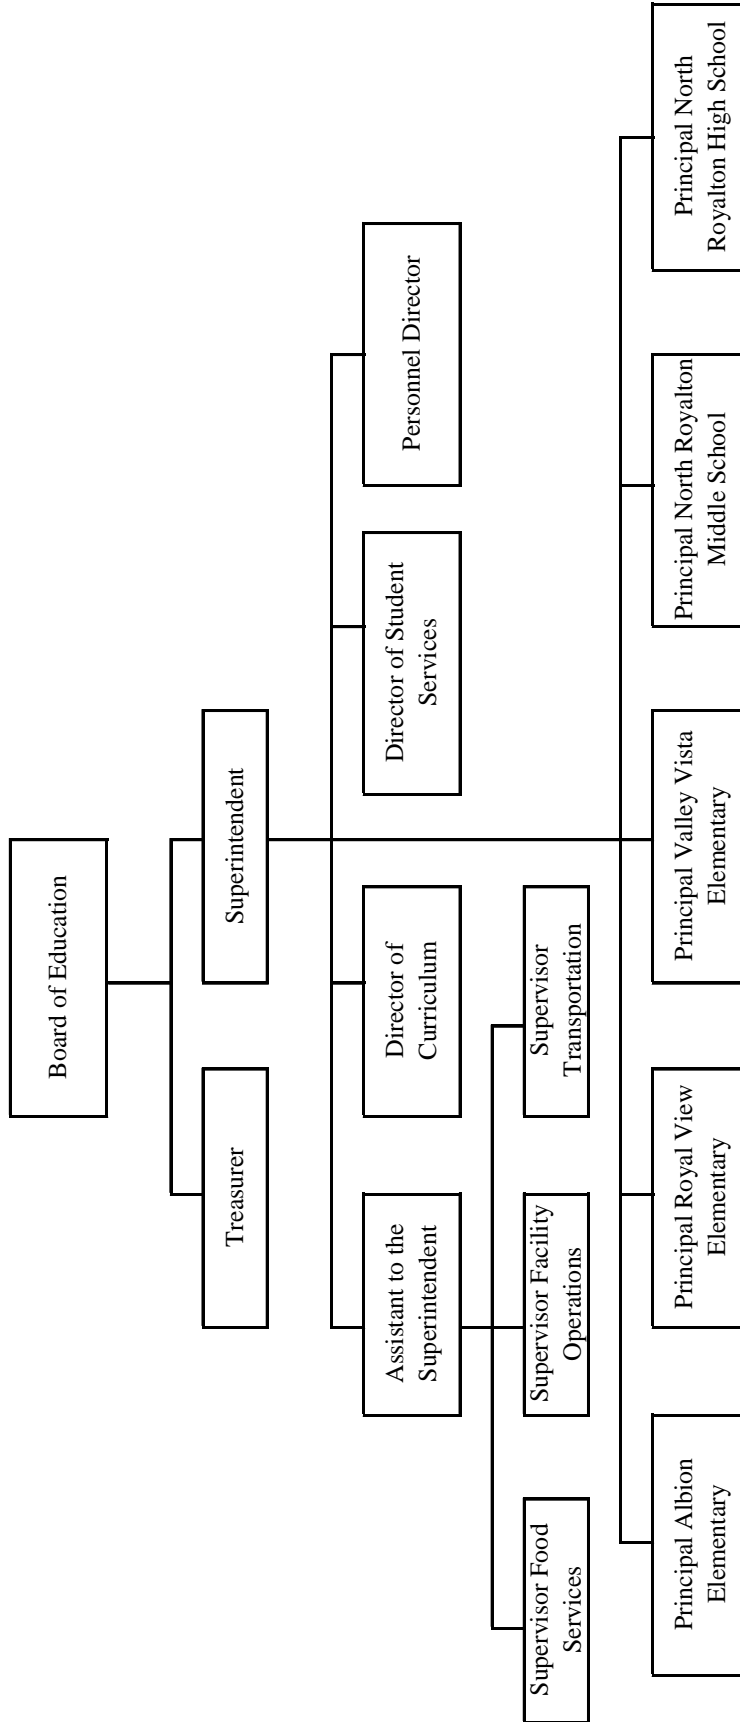 Board of Education
Treasurer
Superintendent
Assistant to the
Superintendent
Director of
Curriculum
Director of Student
Services
Personnel Director
Supervisor Food
Services
Supervisor Facility
Operations
Supervisor
Transportation
Principal Albion
Elementary
Principal Royal View
Elementary
Principal Valley Vista
Elementary
Principal North Royalton
Middle School
Principal North
Royalton High School